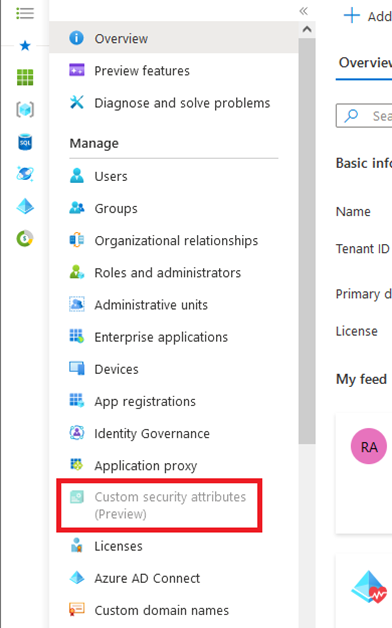 «
Add
Overview
Overvie
Preview features
Diagnose and solve problems
Sea
Manage
Basic info
Users
Groups
Name
Organizational relationships
Tenant ID
Roles and administrators
Primary d
Administrative units
License
Enterprise applications
Devices
My feed
App registrations
Identity Governance
RA
Application proxy
Custom security attributes
(Preview)
Licenses
Azure AD Connect
Custom domain names
SQL